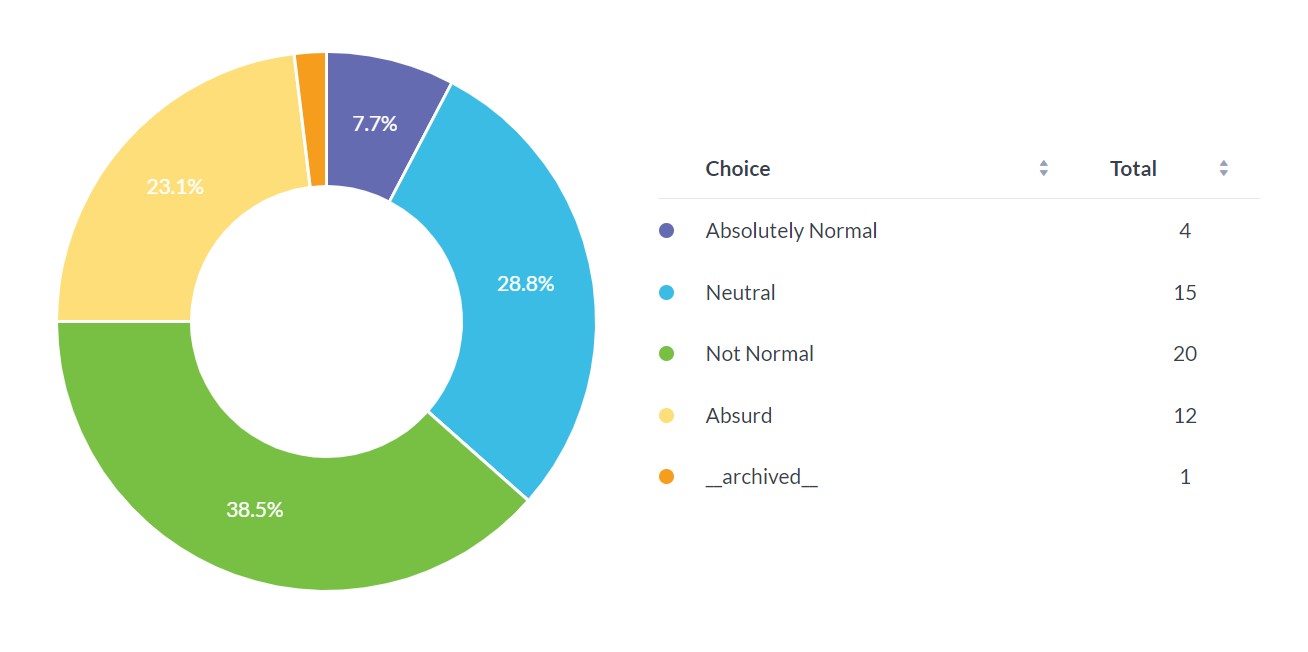 7.7%
28.8%
38.5%
23.1%
Choice Total
Absolutely Normal 4
Neutral 15
Not Normal 20
Absurd 12
__archived__ 1